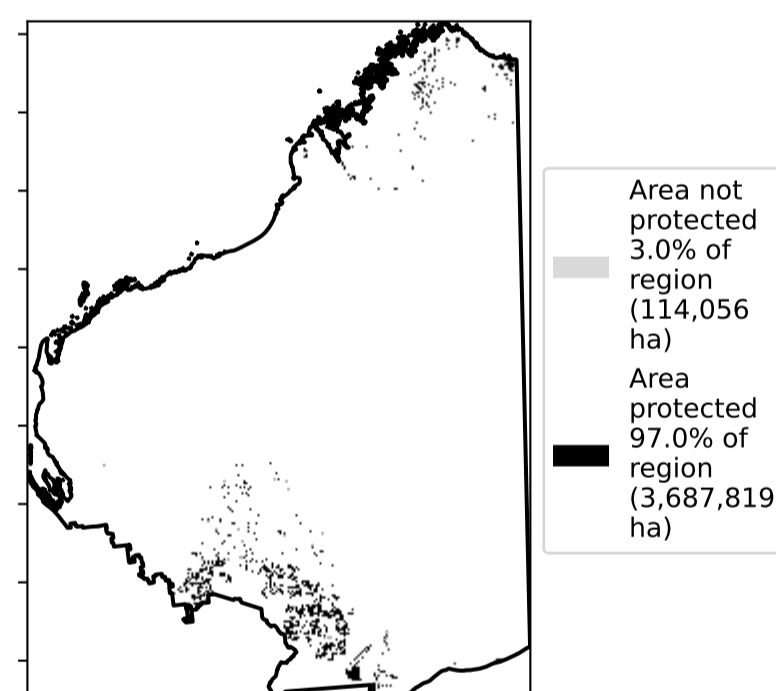 Area not
protected
3.0% of
region
(114,056
ha)
Area
protected
97.0% of
region
(3,687,819
ha)